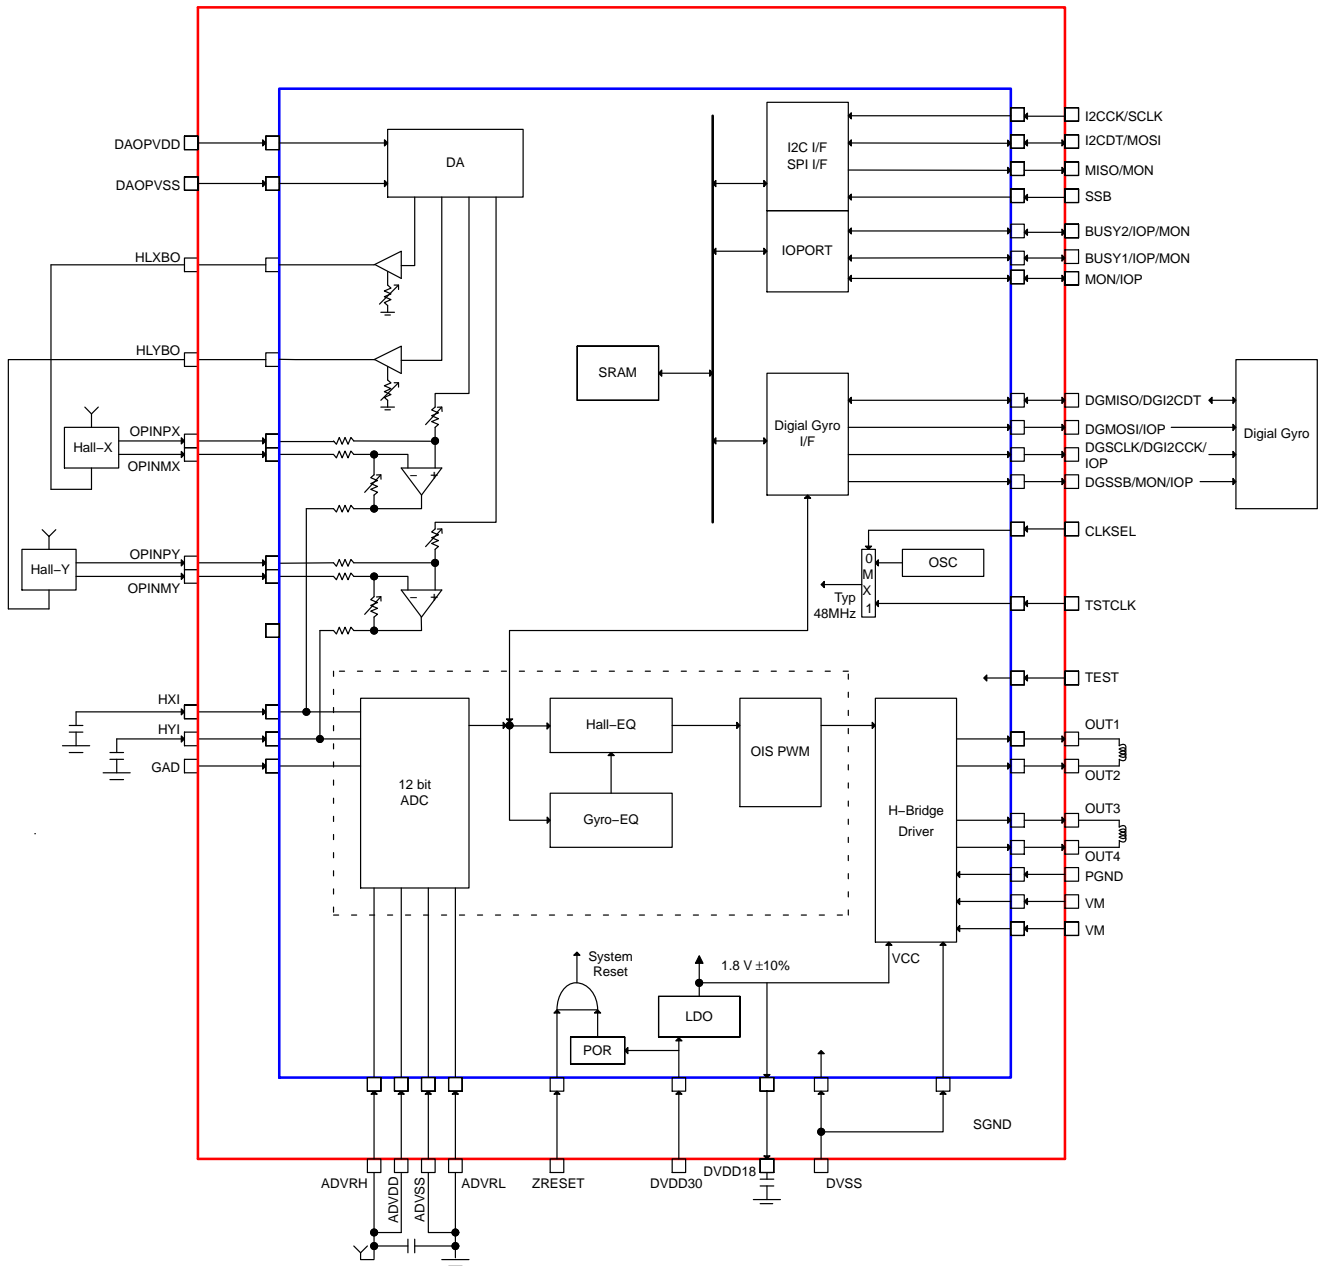 I2CCK/SCLK
DAOPVDD
DA
I2C I/F
SPI I/F
I2CDT/MOSI
MISO/MON
DAOPVSS
SSB
BUSY2/IOP/MON
HLXBO
IOPORT
BUSY1/IOP/MON
MON/IOP
HLYBO
SRAM
DGMISO/DGI2CDT
Hall–X
OPINPX
OPINMX
Digial Gyro
I/F
DGMOSI/IOP
DGSCLK/DGI2CCK/
IOP
Digial Gyro
DGSSB/MON/IOP
− +
CLKSEL
Hall–Y
OPINPY
OPINMY
0
M
X
1
OSC
Typ
48MHz
TSTCLK
− +
TEST
HXI
HYI
GAD
12 bit
ADC
Hall–EQ
Gyro–EQ
OIS PWM
H–Bridge
Driver
OUT1
OUT2
OUT3
OUT4
PGND
VM
VM
System
Reset
1.8 V ±10%
VCC
LDO
POR
SGND
ADVRH
ADVDD
ADVSS
ADVRL
ZRESET
DVDD30
DVDD18
DVSS